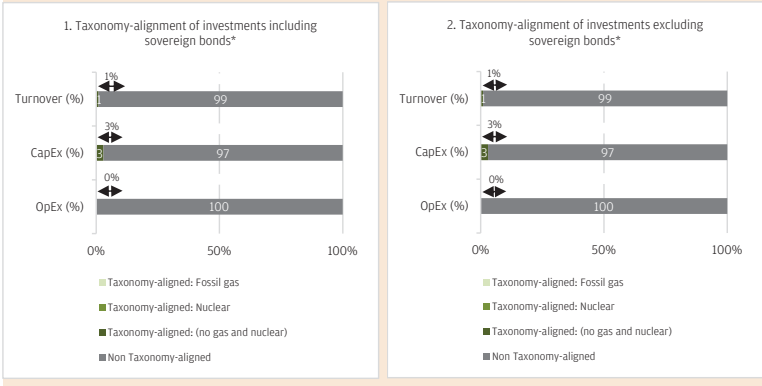 1. Taxonomy-alignment of investments including
sovereign bonds*
1%
Turnover (%)
1
99
3%
CapEx (%)
3
97
0%
OpEx (%)
100
0%
50%
100%
Taxonomy-aligned: Fossil gas
Taxonomy-aligned: Nuclear
Taxonomy-aligned: (no gas and nuclear)
Non Taxonomy-aligned
2. Taxonomy-alignment of investments excluding
sovereign bonds*
1%
Turnover (%)
1
99
3%
CapEx (%)
3
97
0%
OpEx (%)
100
0%
50%
100%
Taxonomy-aligned: Fossil gas
Taxonomy-aligned: Nuclear
Taxonomy-aligned: (no gas and nuclear)
Non Taxonomy-aligned